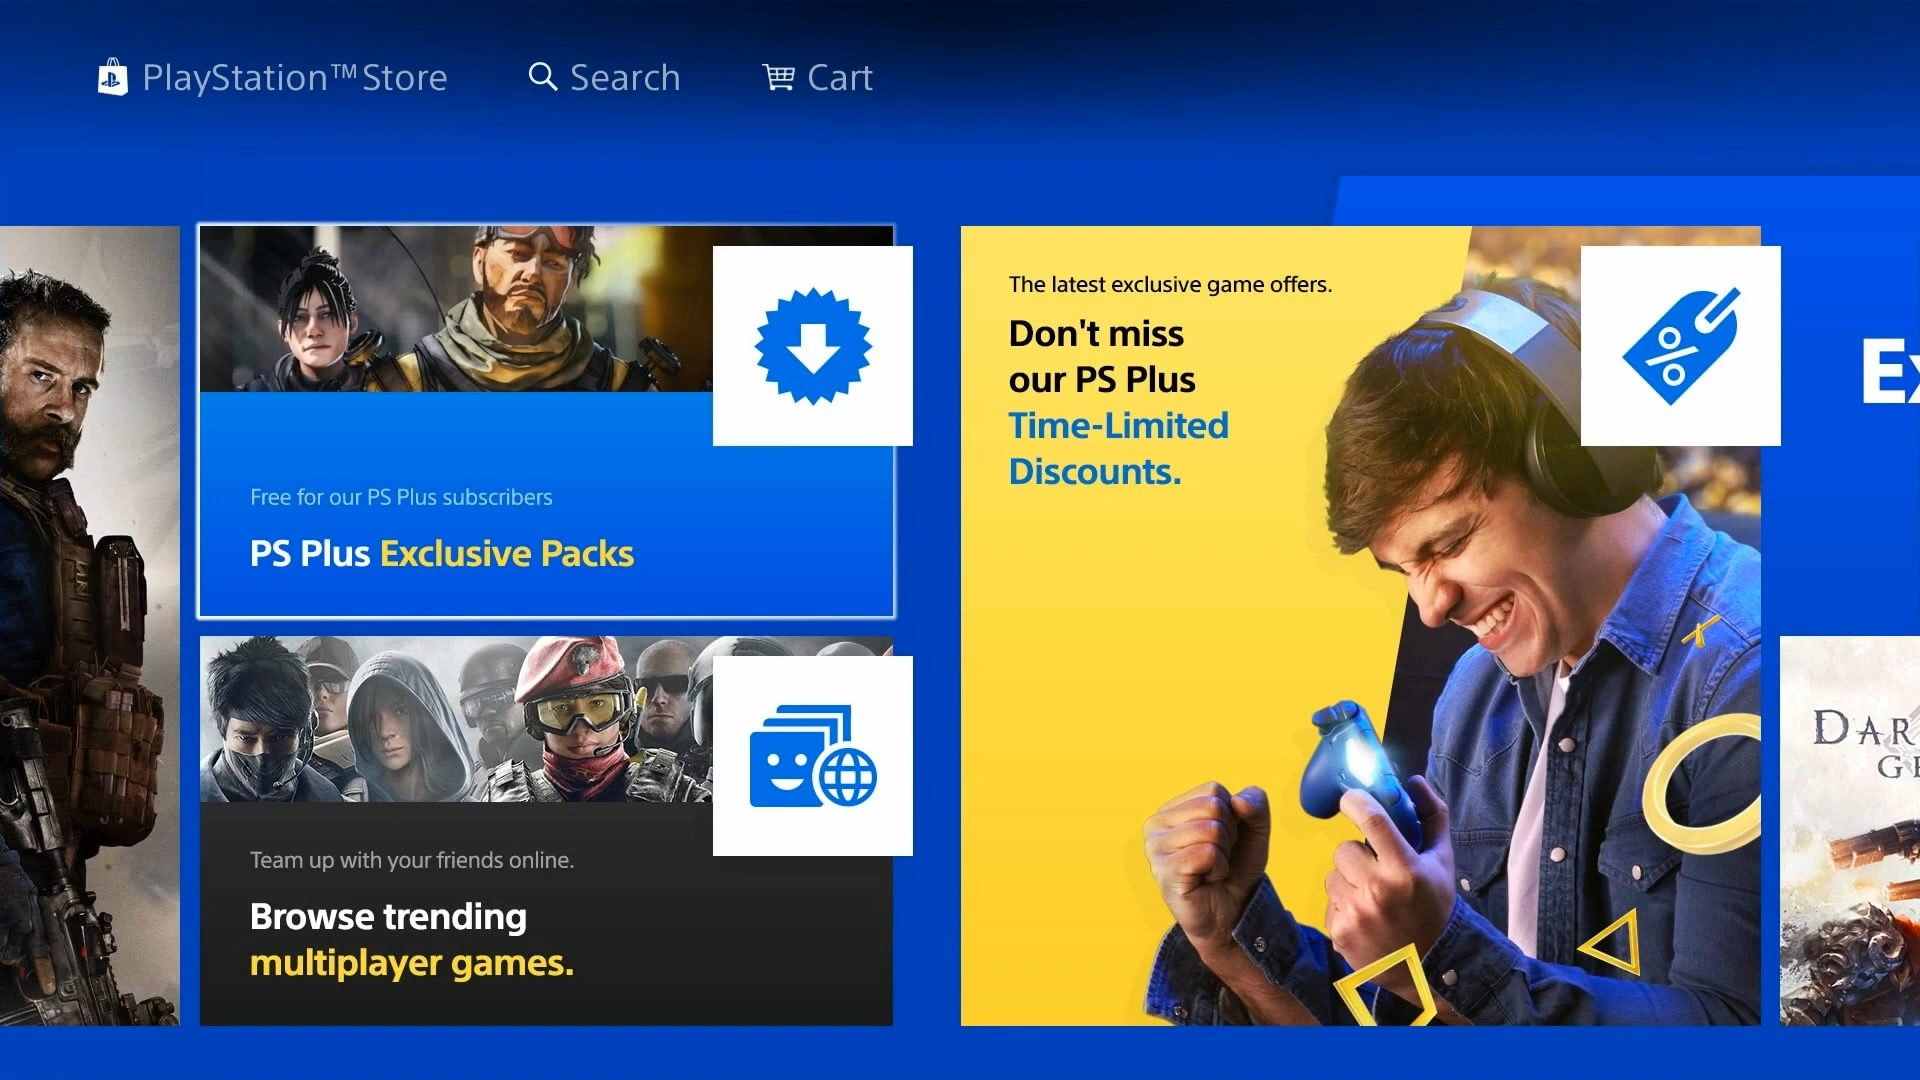 PlayStation™Store
Search
Cart
Free for our PS Plus subscribers
PS Plus Exclusive Packs
Team up with your friends online.
Browse trending
multiplayer games.
The latest exclusive game offers.
Don't miss
our PS Plus
Time-Limited
Discounts.